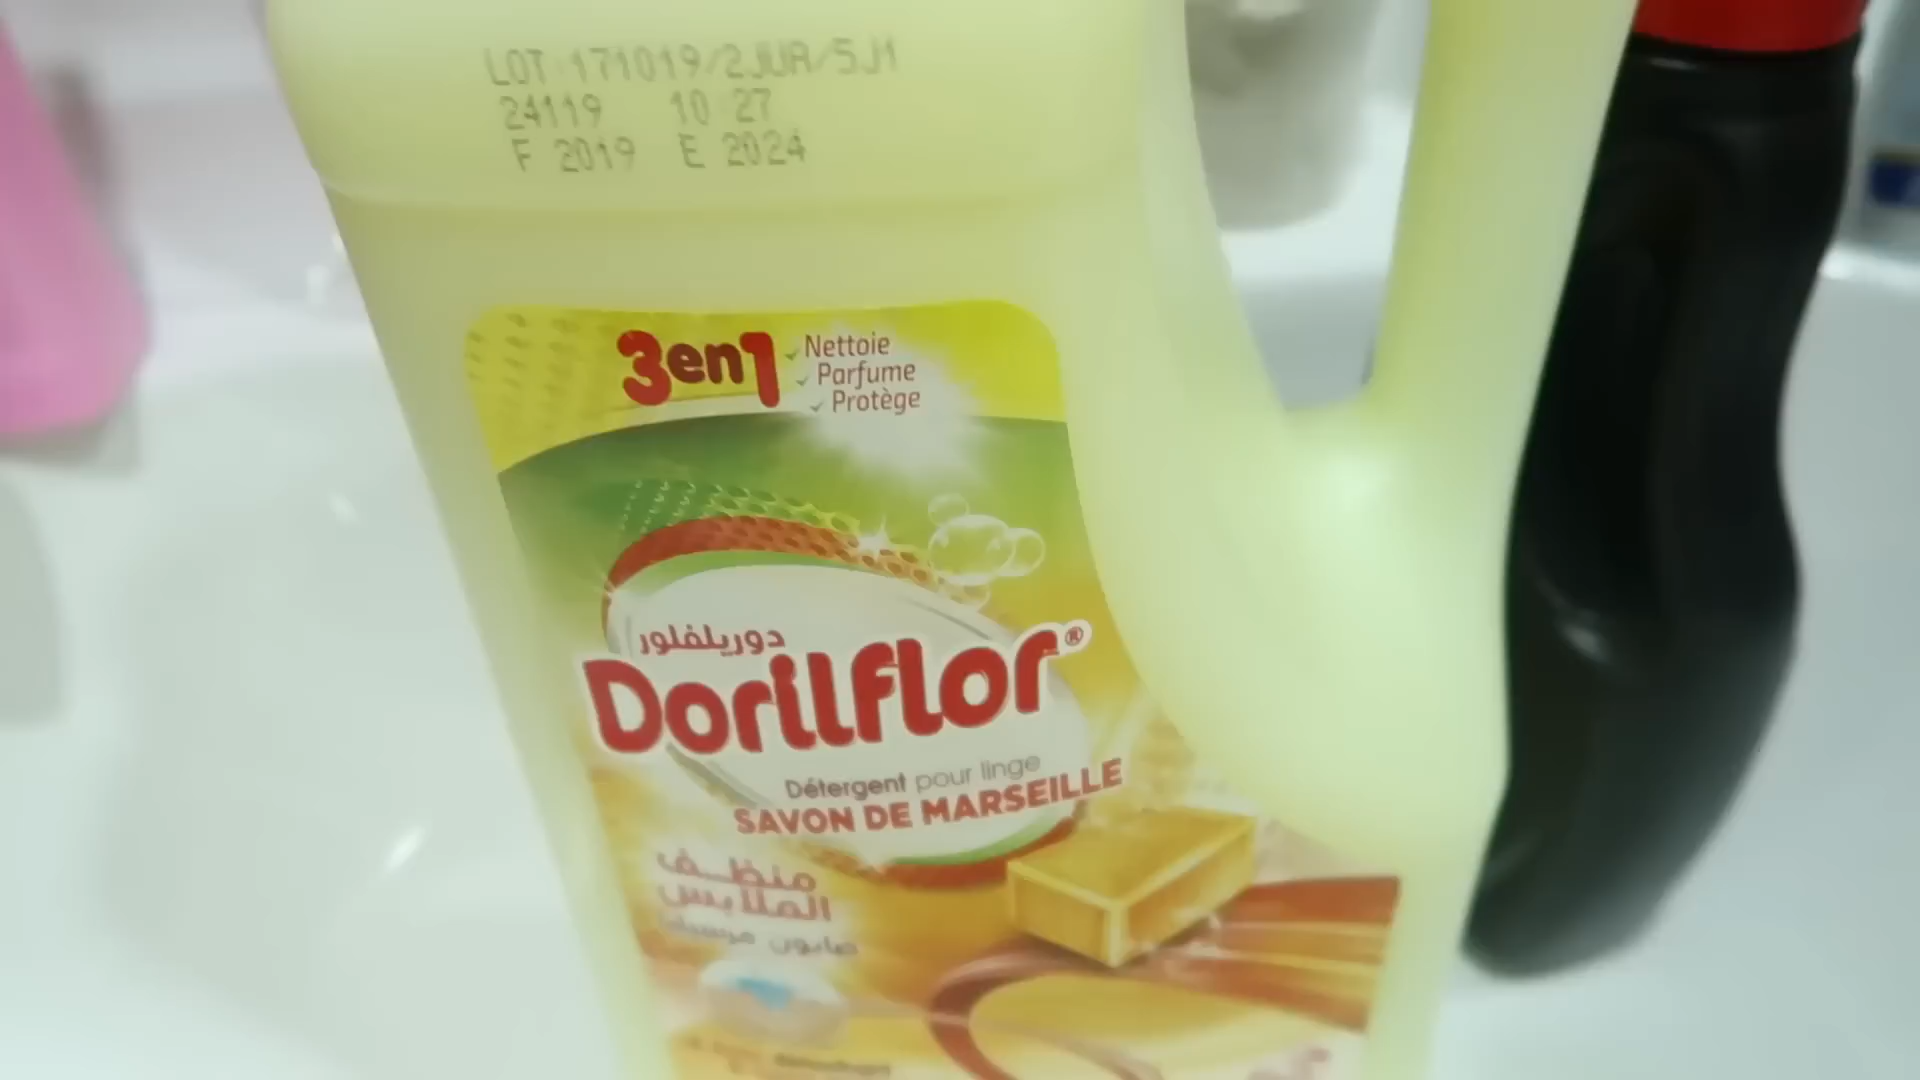 LOT 171019/2JUR/5J1
24119 10 27
F 2019 E 2024
3en1
Nettoie
Parfume
Protège
دوريلفلور
Dorilflor®
Détergent pour linge
SAVON DE MARSEILLE
منظف
الملابس
صابون مرسيليا